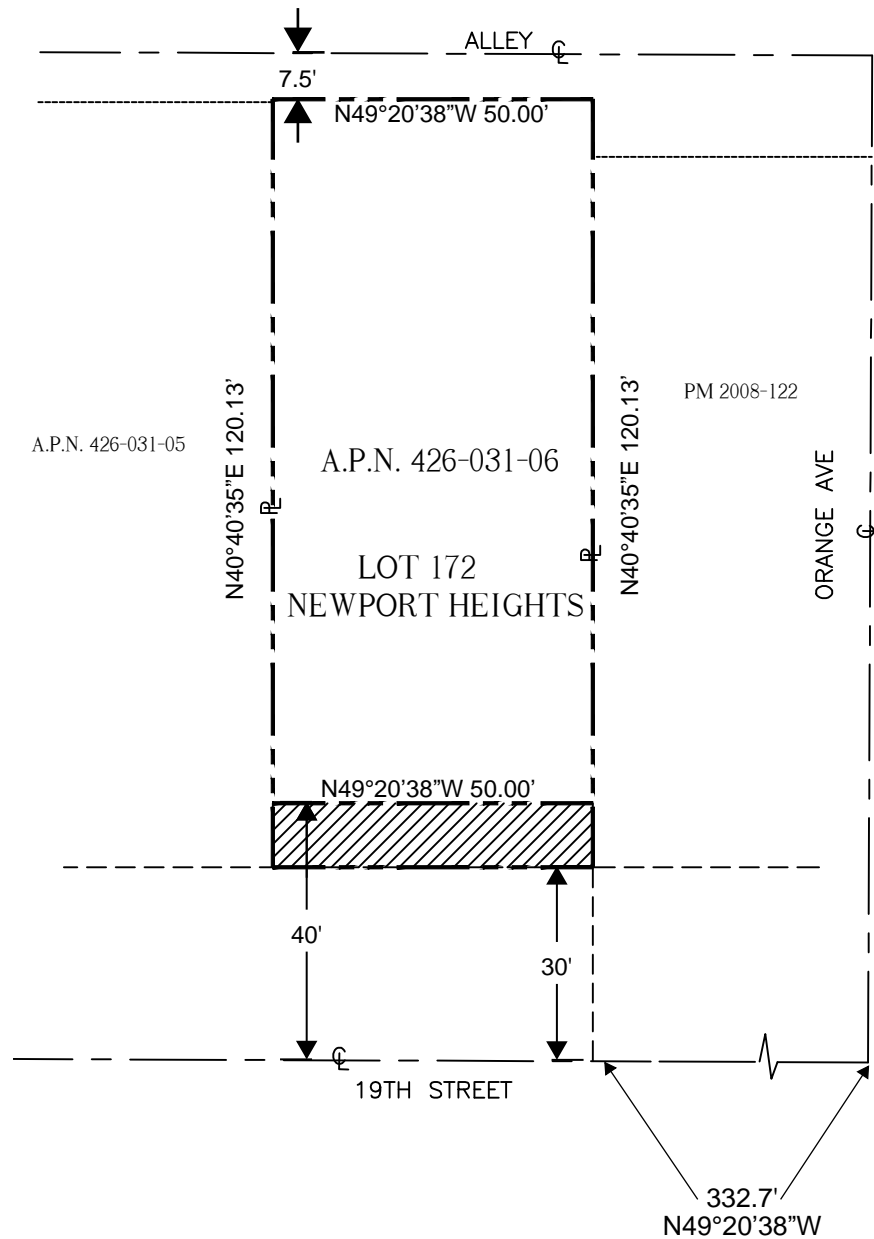 ALLEY ℄
7.5'
N49°20'38”W 50.00'
PM 2008-122
N40°40'35”E 120.13'
N40°40'35”E 120.13'
A.P.N. 426-031-05
A.P.N. 426-031-06
ORANGE AVE
℄
PL
PL
LOT 172
NEWPORT HEIGHTS
N49°20'38”W 50.00'
40'
30'
℄
19TH STREET
332.7'
N49°20'38”W